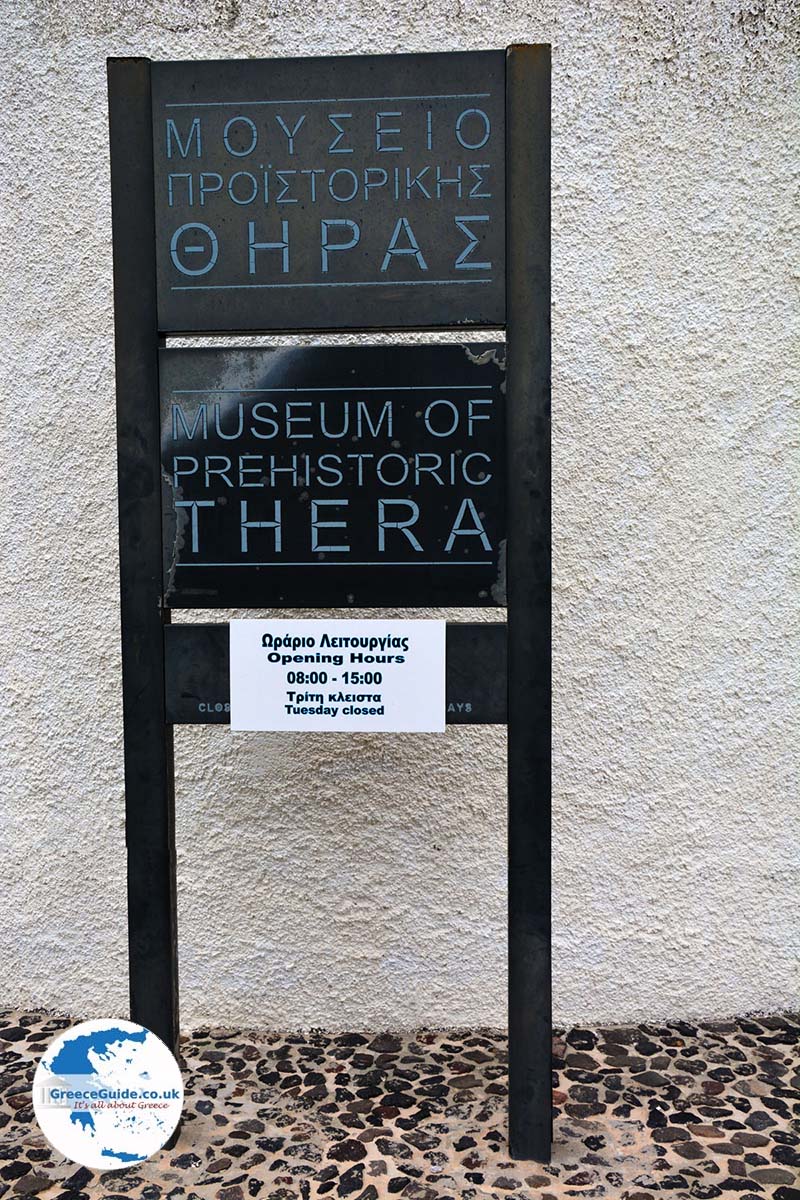 ΜΟΥΣΕΙΟ
ΠΡΟΪΣΤΟΡΙΚΗΣ
ΘΗΡΑΣ
MUSEUM OF
PREHISTORIC
THERA
Ωράριο Λειτουργίας
Opening Hours
08:00 - 15:00
Τρίτη κλειστα
Tuesday closed
GreeceGuide.co.uk
It's all about Greece